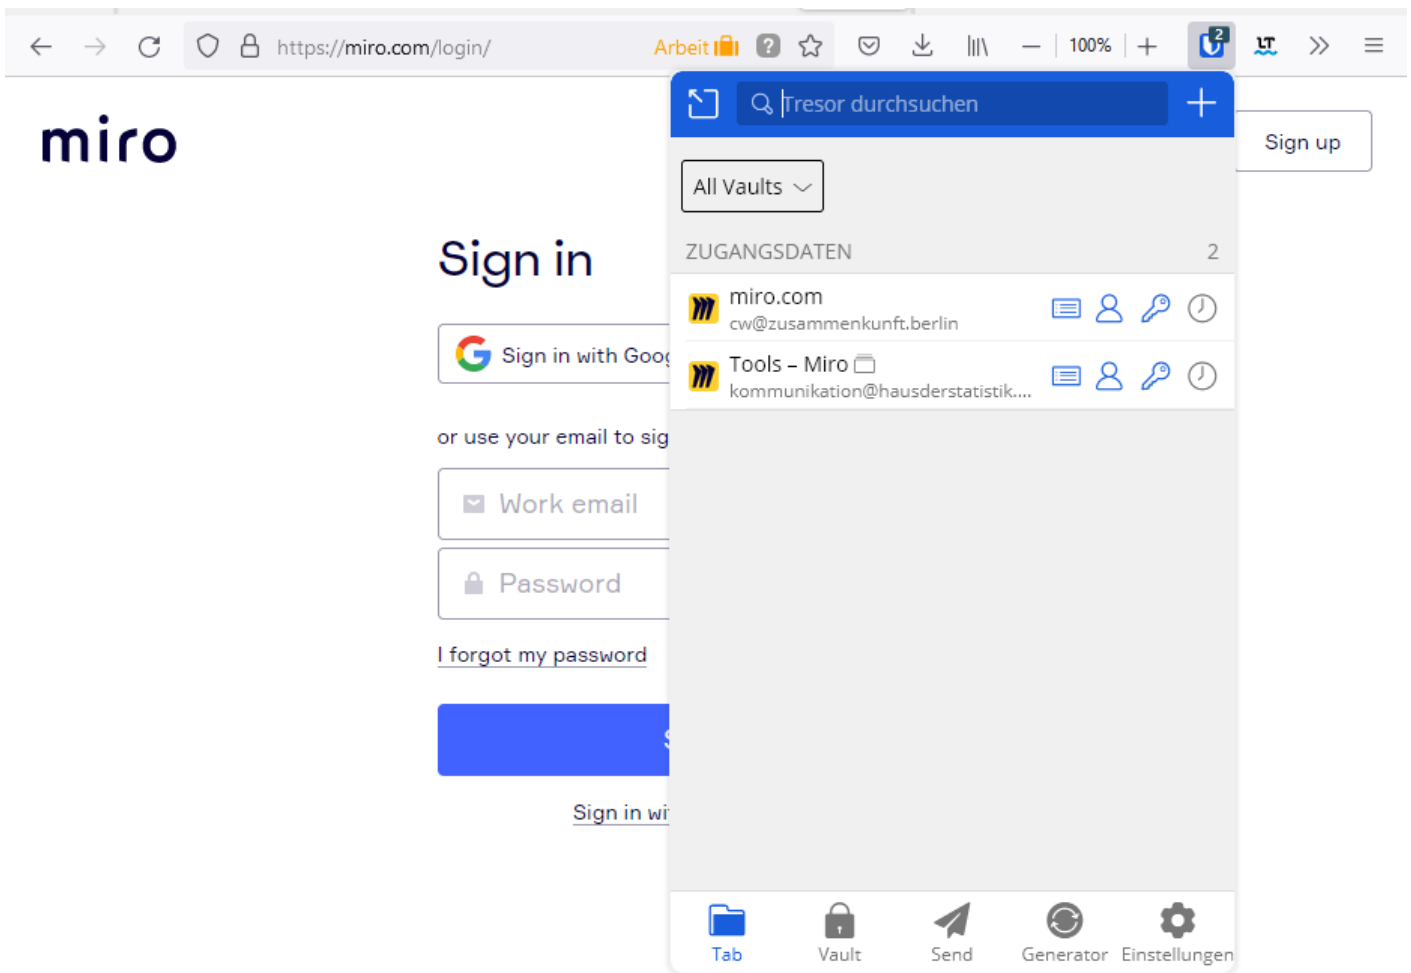 https://miro.com/login/
Arbeit
100%
2
LT
Tresor durchsuchen
miro
Sign up
All Vaults
Sign in
ZUGANGSDATEN 2
miro.com
cw@zusammenkunft.berlin
Sign in with Goog
Tools – Miro
kommunikation@hausderstatistik....
or use your email to sig
Work email
Password
I forgot my password
S
Sign in wi
Tab
Vault
Send
Generator
Einstellungen